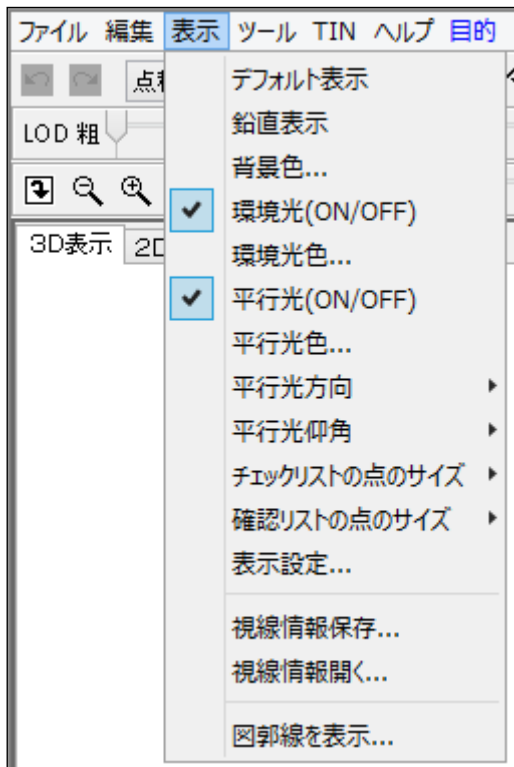 ファイル 編集 表示 ツール TIN ヘルプ 目的
デフォルト表示
鉛直表示
LOD 粗
背景色...
環境光(ON/OFF)
3D表示
環境光色...
平行光(ON/OFF)
平行光色...
平行光方向
平行光仰角
チェックリストの点のサイズ
確認リストの点のサイズ
表示設定...
視線情報保存...
視線情報開く...
図郭線を表示...